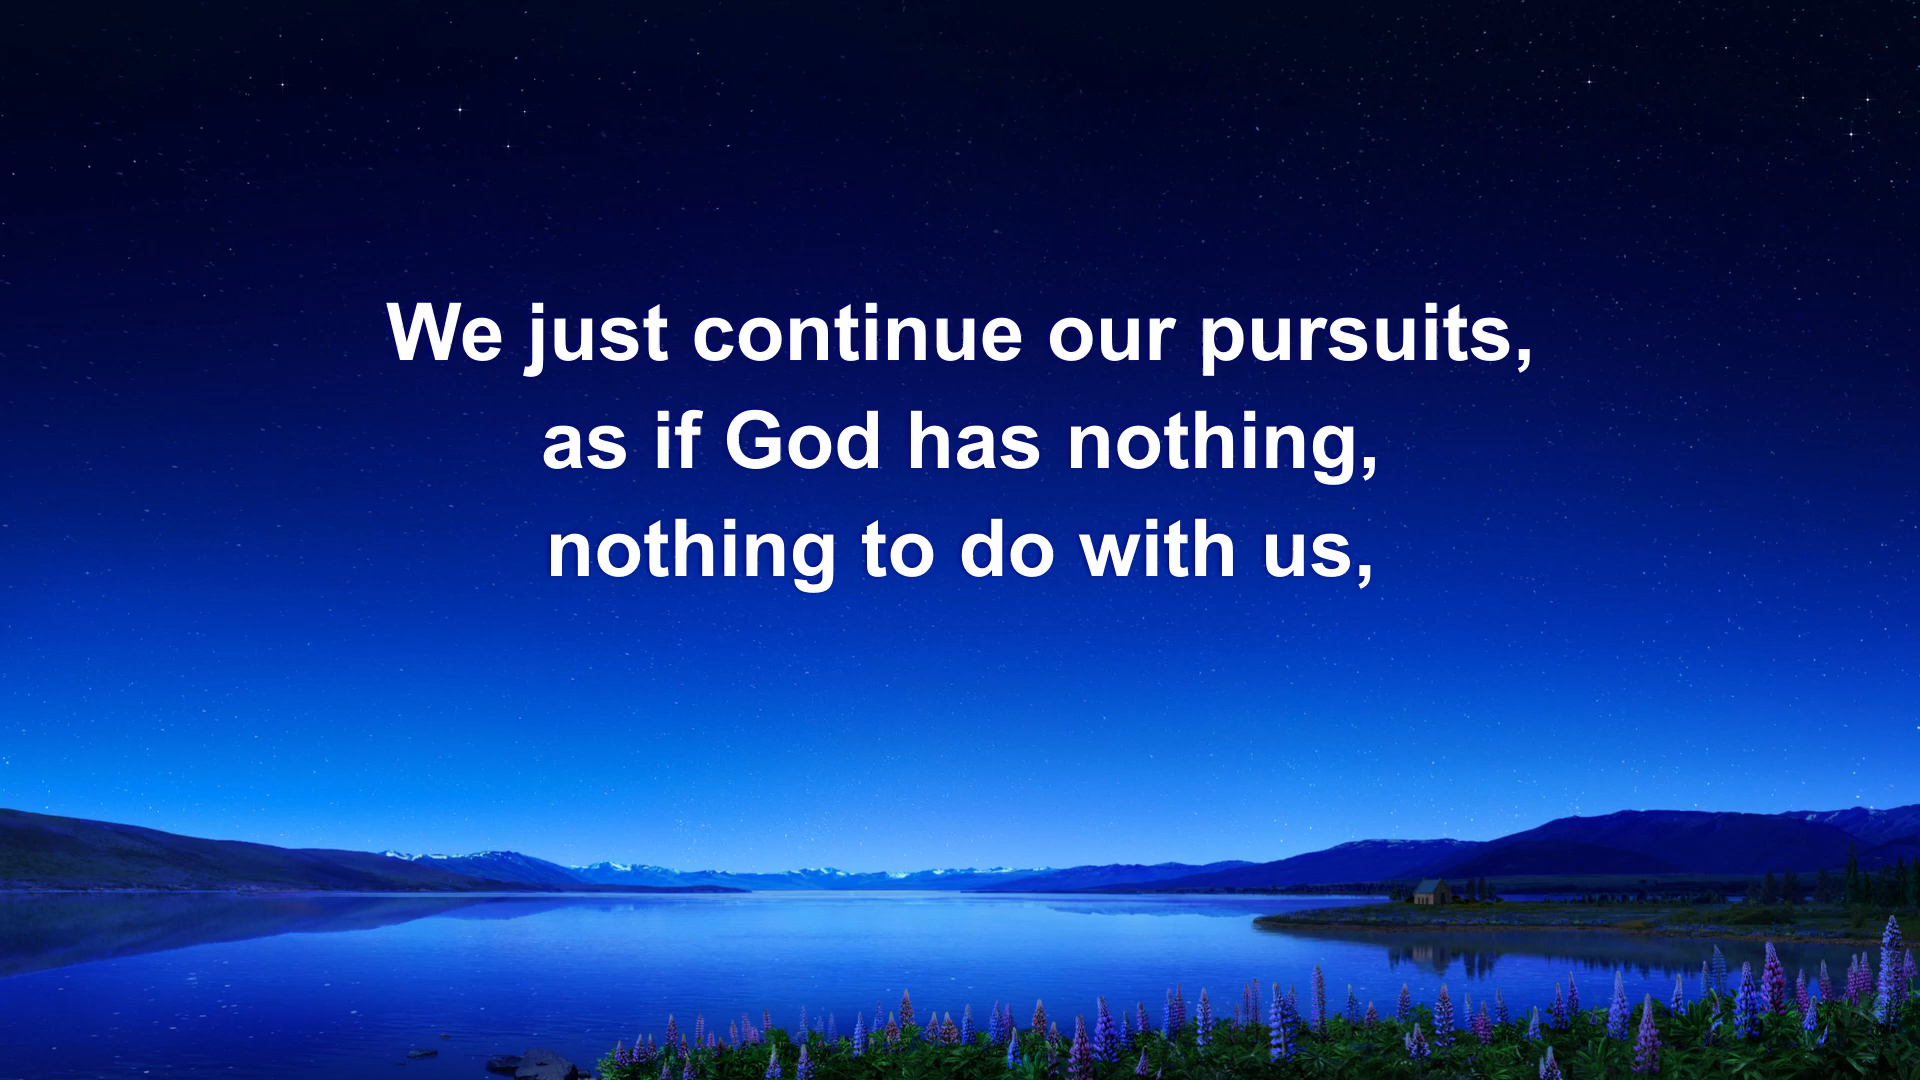 We just continue our pursuits,
as if God has nothing,
nothing to do with us,